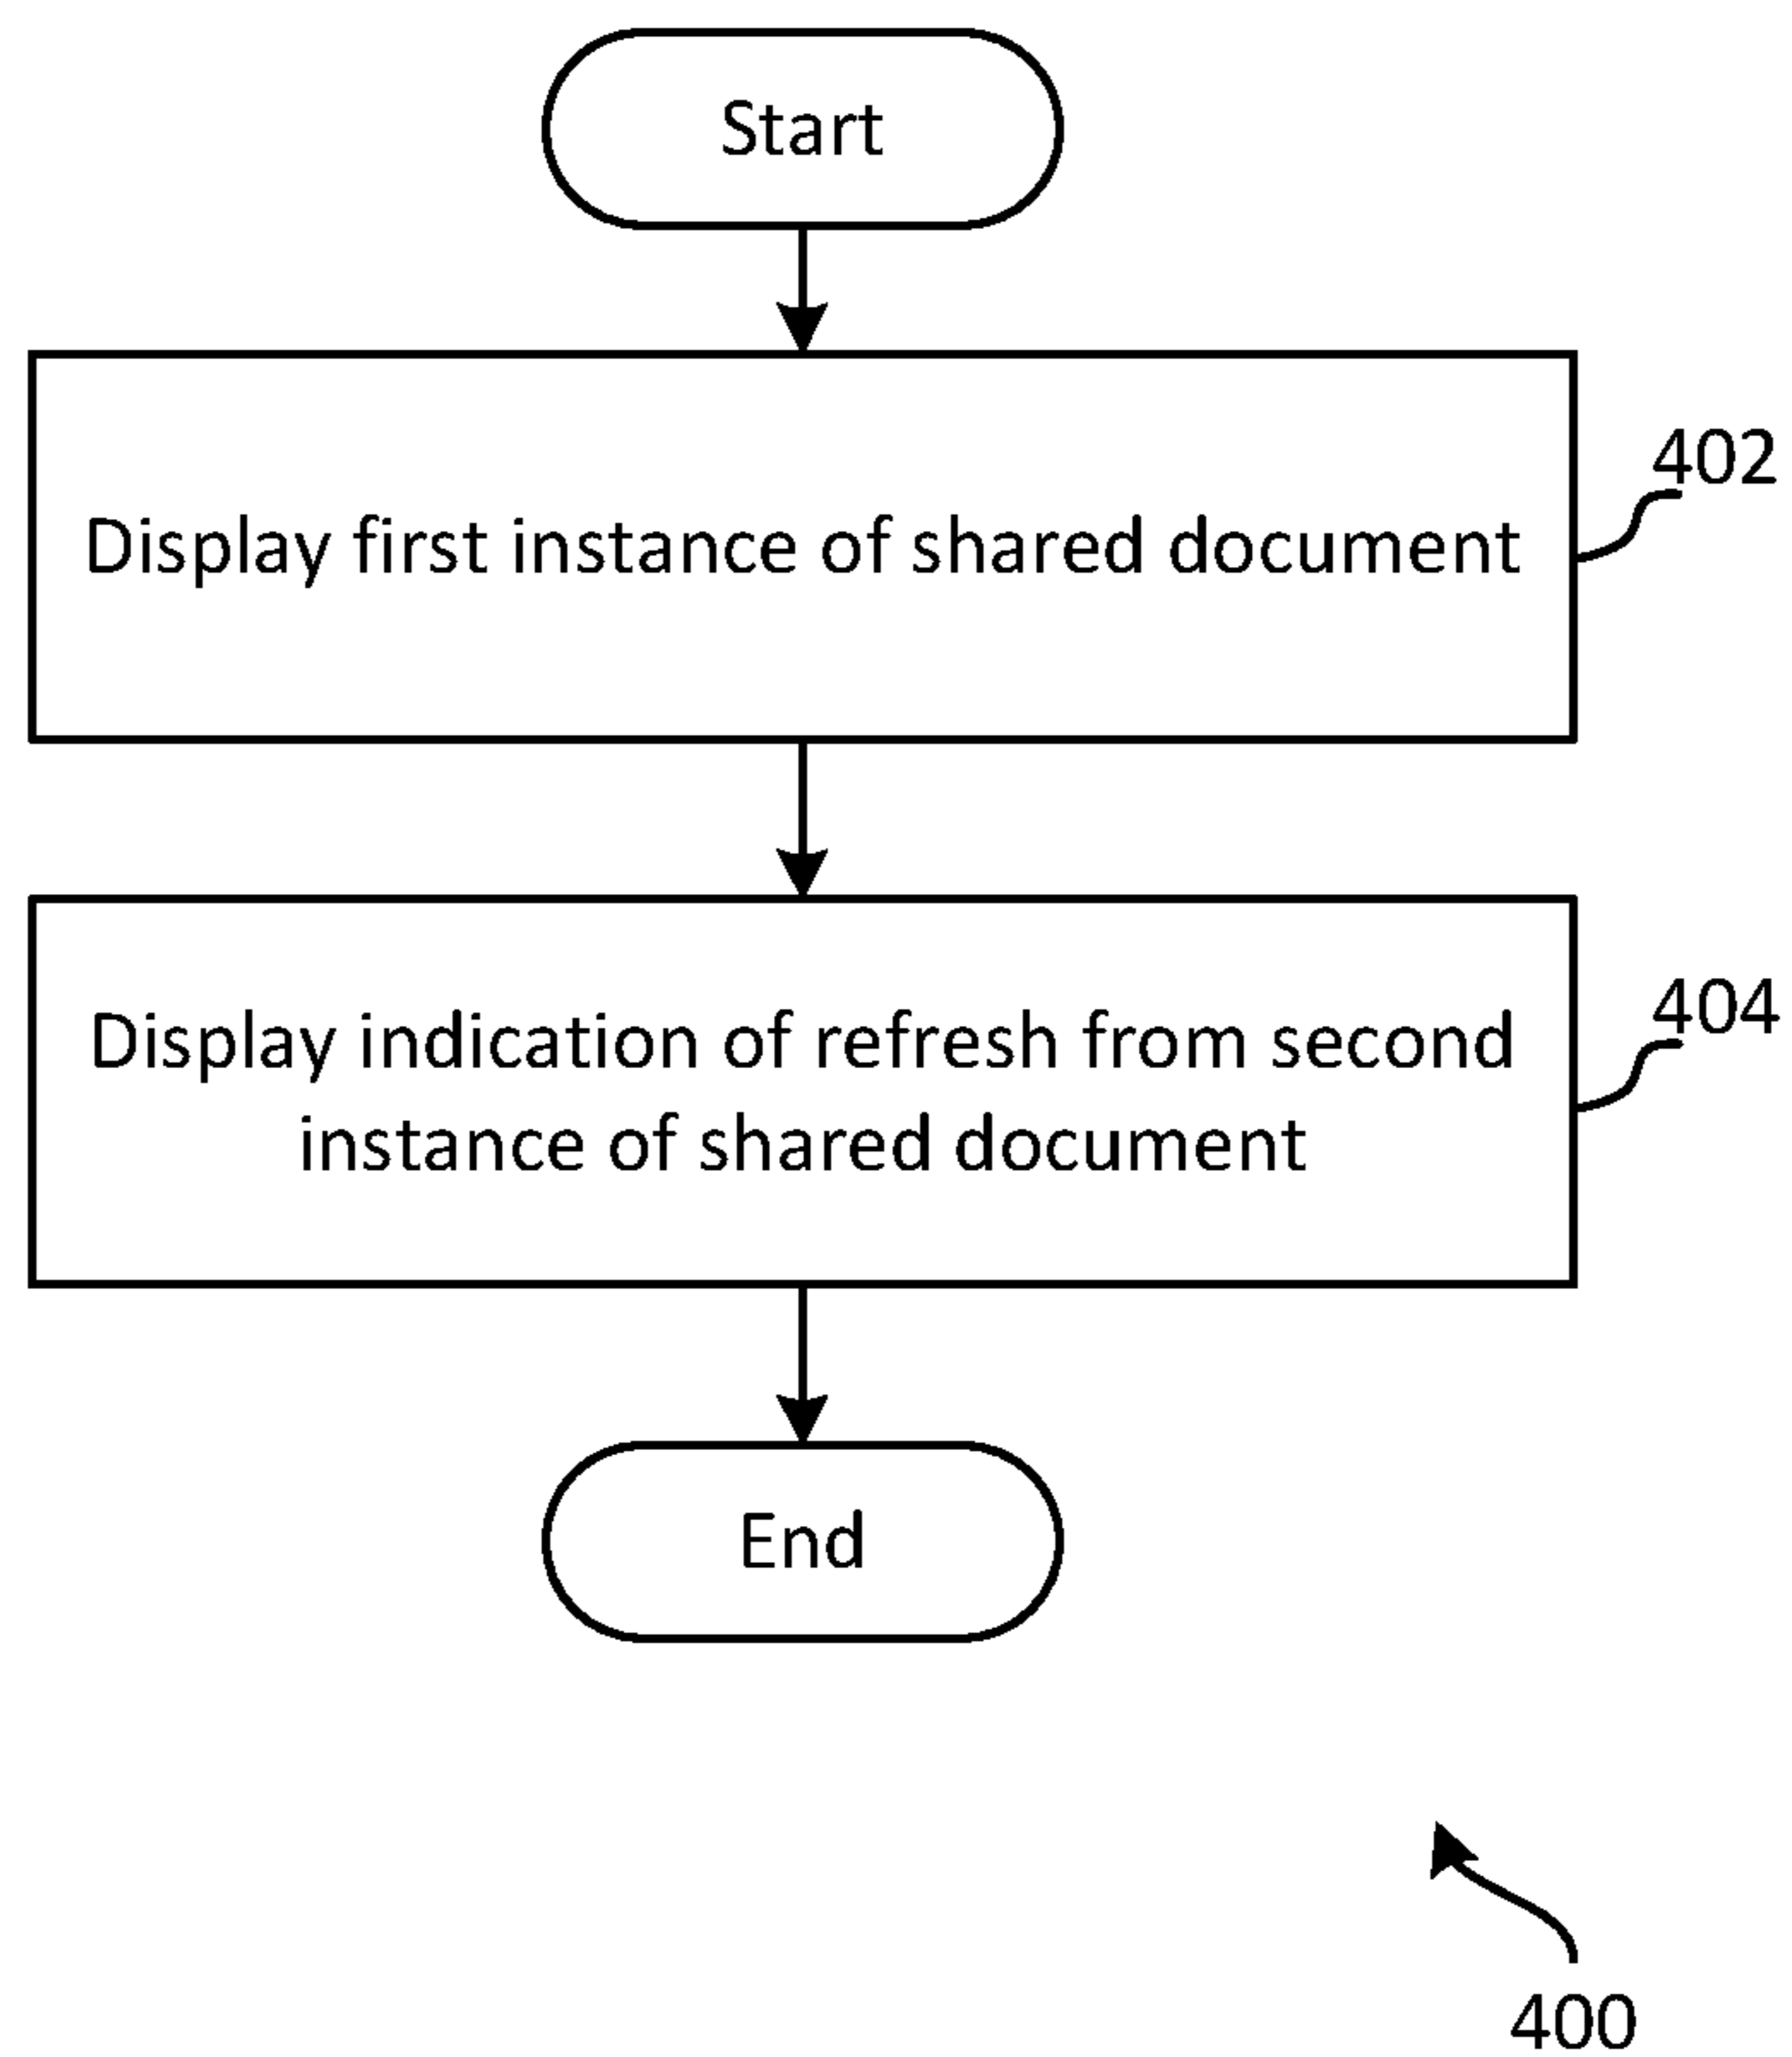 Start
402
Display first instance of shared document
404
Display indication of refresh from second
instance of shared document
End
400